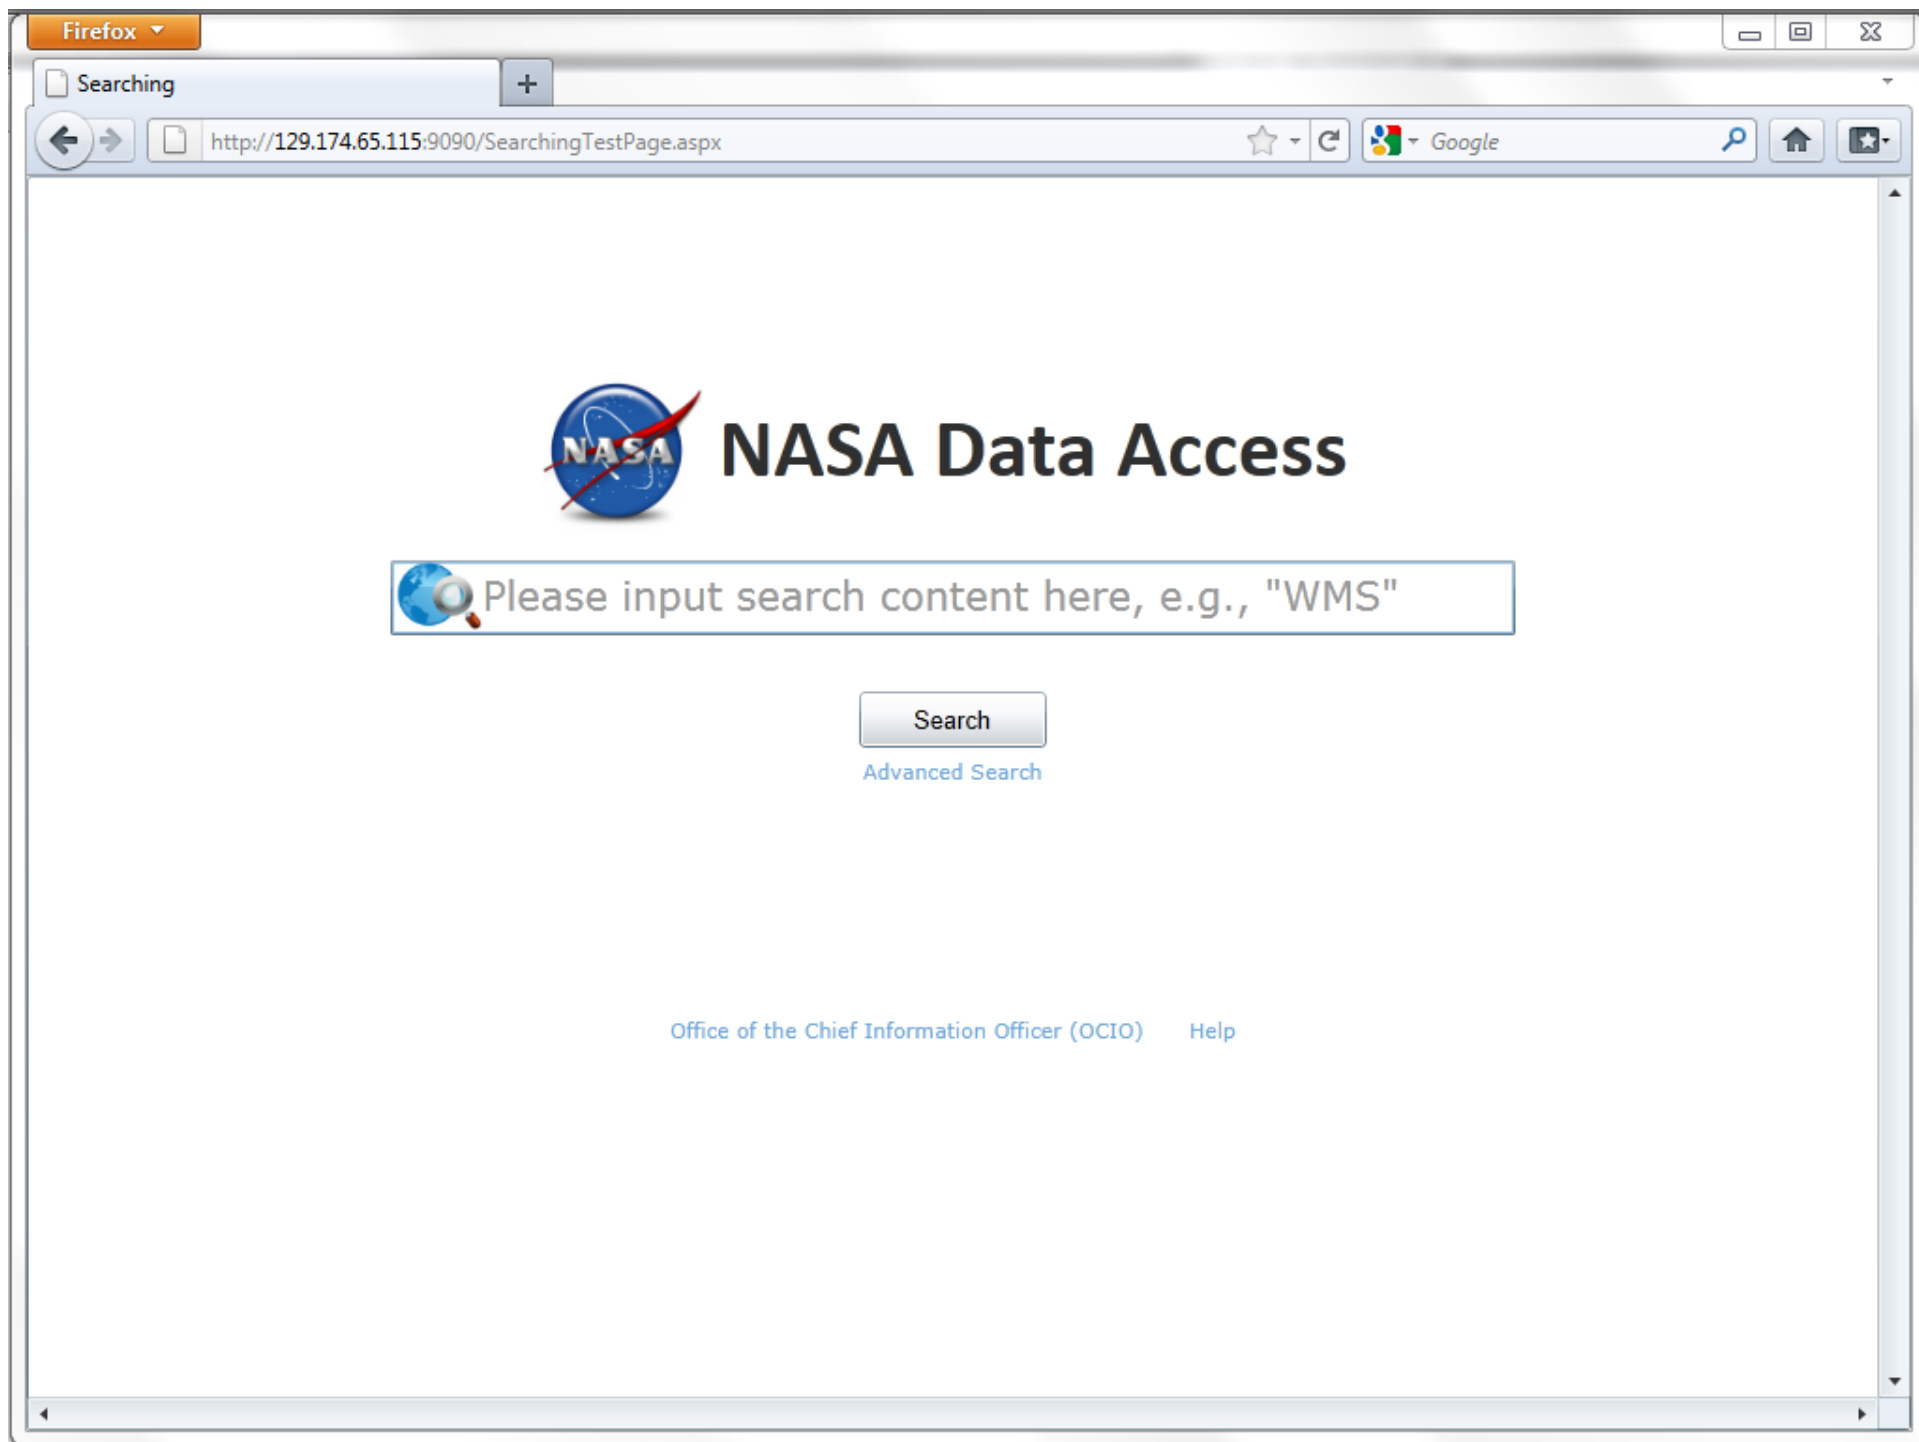 Firefox
Searching
http://129.174.65.115:9090/SearchingTestPage.aspx
Google
NASA
NASA Data Access
Please input search content here, e.g., "WMS"
Search
Advanced Search
Office of the Chief Information Officer (OCIO) Help